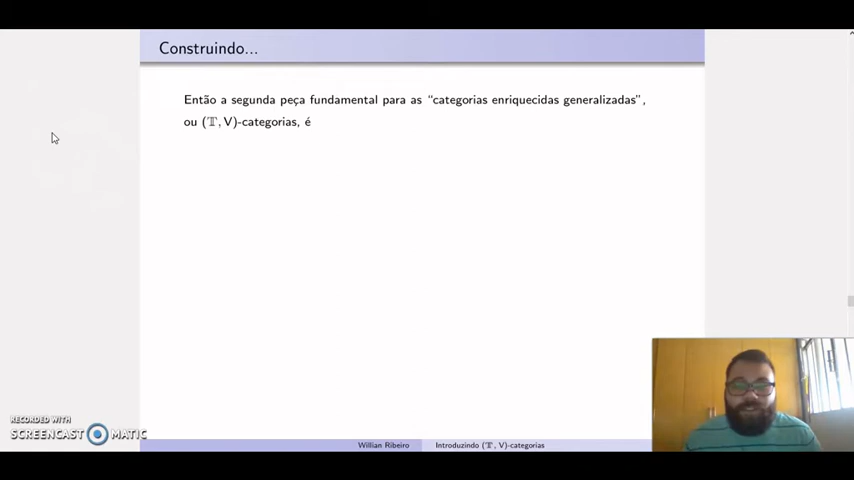 Construindo...
Então a segunda peça fundamental para as “categorias enriquecidas generalizadas”,
ou (𝕋, V)-categorias, é
RECORDED WITH
SCREENCAST MATIC
Willian Ribeiro Introduzindo (𝕋, V)-categorias